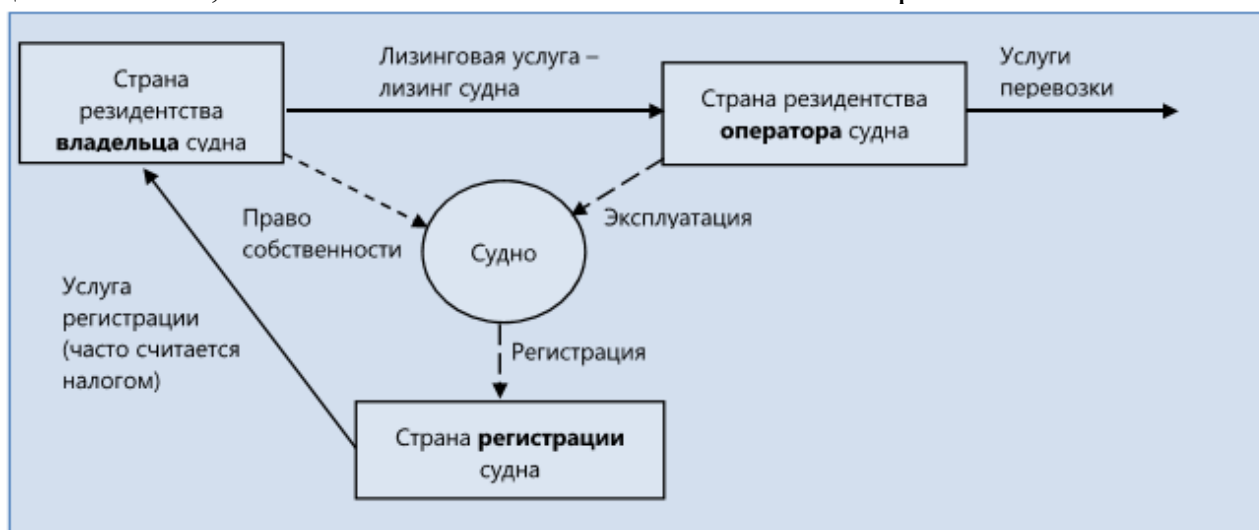 Страна
резидентства
владельца судна
Лизинговая услуга –
лизинг судна
Страна резидентства
оператора судна
Услуги
перевозки
Право
собственности
Судно
Эксплуатация
Услуга
регистрации
(часто считается
налогом)
Регистрация
Страна регистрации
судна